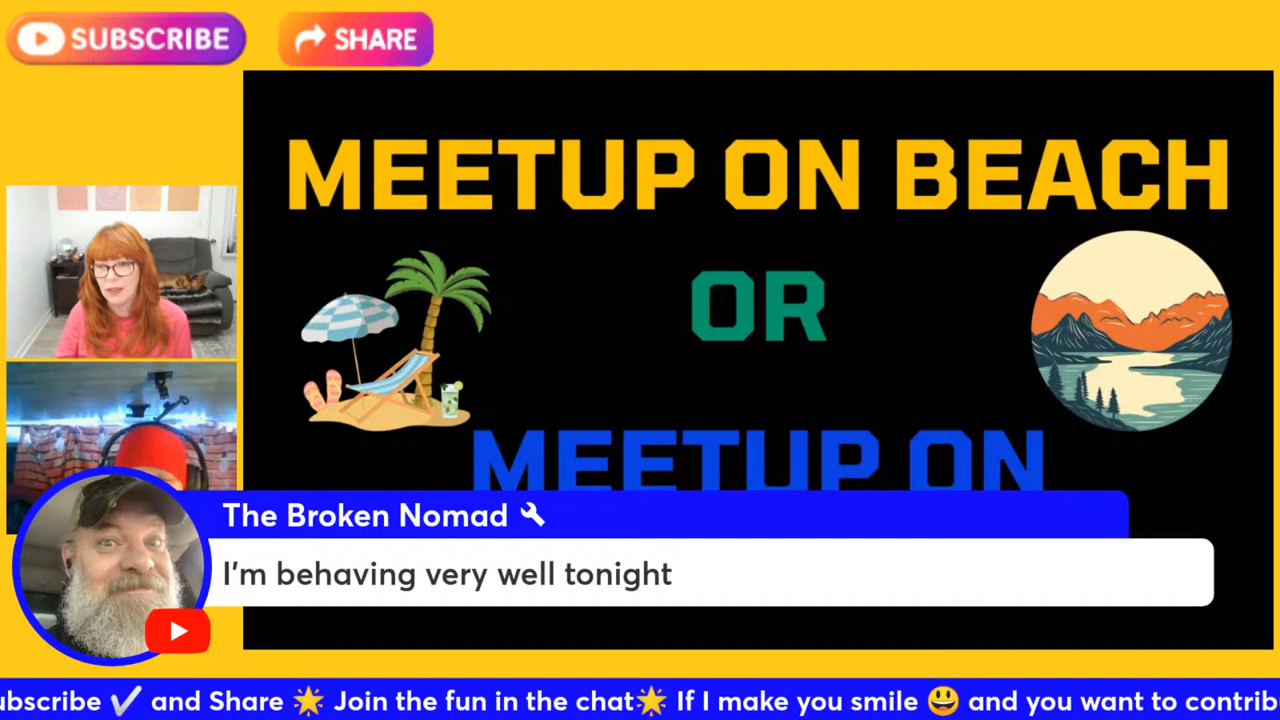 SUBSCRIBE
SHARE
MEETUP ON BEACH
OR
MEETUP ON
The Broken Nomad
I'm behaving very well tonight
ubscribe ✔️ and Share 🌟 Join the fun in the chat🌟 If I make you smile 😃 and you want to contrib